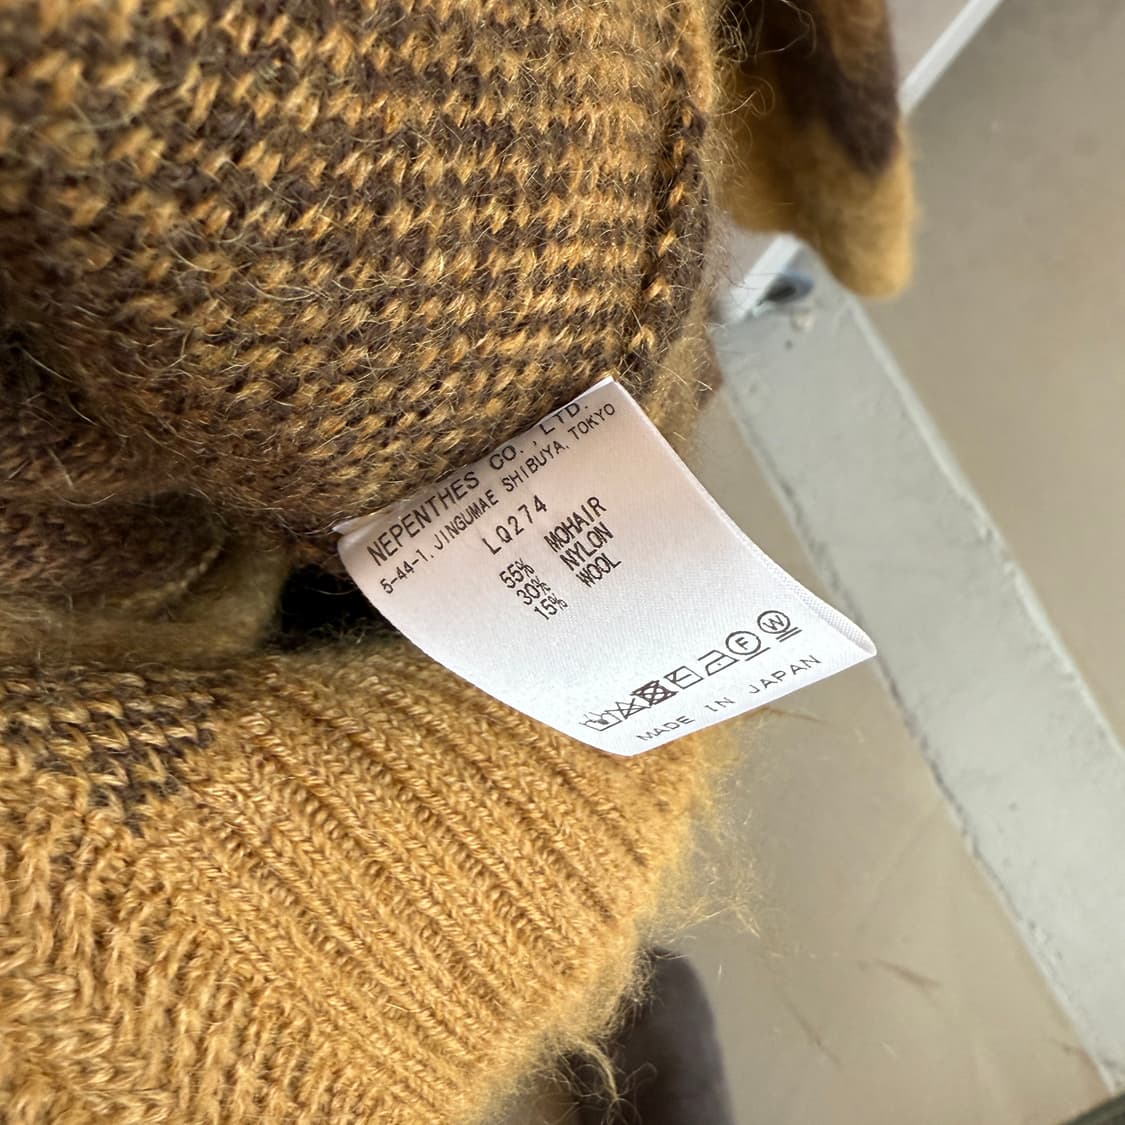 NEPENTHES CO.,LTD.
5-44-1, JINGUMAE SHIBUYA, TOKYO
LQ274
55% MOHAIR
30% NYLON
15% WOOL
F W
MADE IN JAPAN